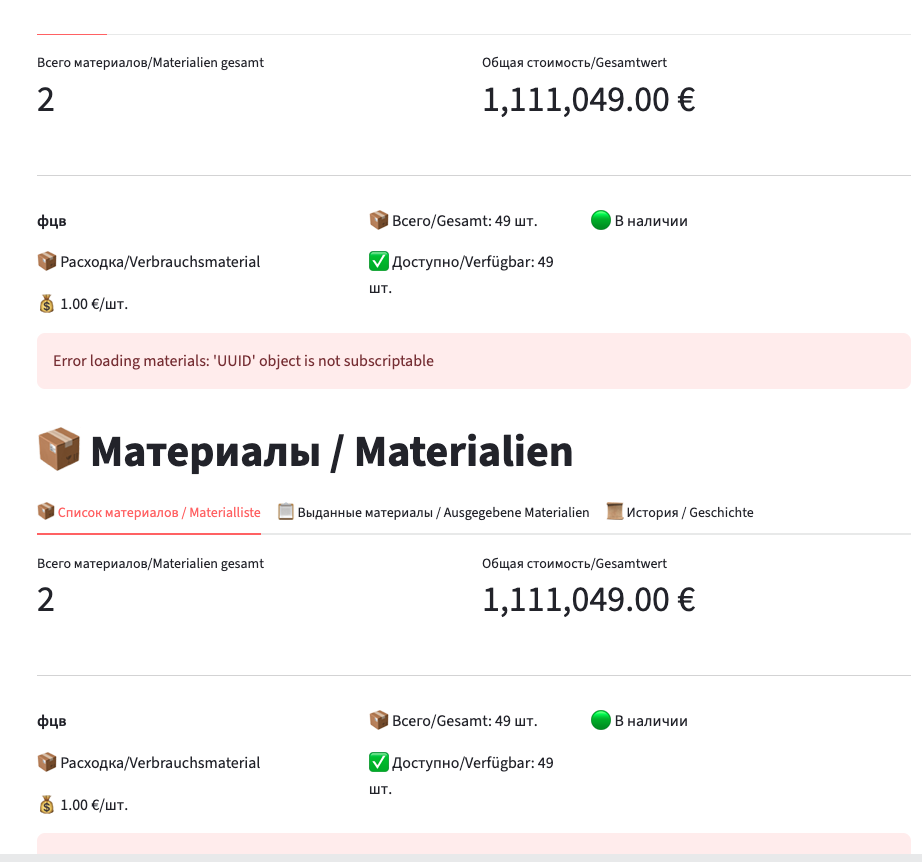 Всего материалов/Materialien gesamt
Общая стоимость/Gesamtwert
2
1,111,049.00 €
фцв
📦 Всего/Gesamt: 49 шт.
🟢 В наличии
📦 Расходка/Verbrauchsmaterial
✅ Доступно/Verfügbar: 49
шт.
💰 1.00 €/шт.
Error loading materials: 'UUID' object is not subscriptable
📦 Материалы / Materialien
📦 Список материалов / Materialliste
📋 Выданные материалы / Ausgegebene Materialien
📜 История / Geschichte
Всего материалов/Materialien gesamt
Общая стоимость/Gesamtwert
2
1,111,049.00 €
фцв
📦 Всего/Gesamt: 49 шт.
🟢 В наличии
📦 Расходка/Verbrauchsmaterial
✅ Доступно/Verfügbar: 49
шт.
💰 1.00 €/шт.